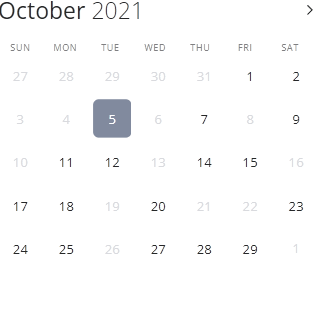 October 2021
SUN MON TUE WED THU FRI SAT
27 28 29 30 31 1 2
3 4 5 6 7 8 9
10 11 12 13 14 15 16
17 18 19 20 21 22 23
24 25 26 27 28 29 1